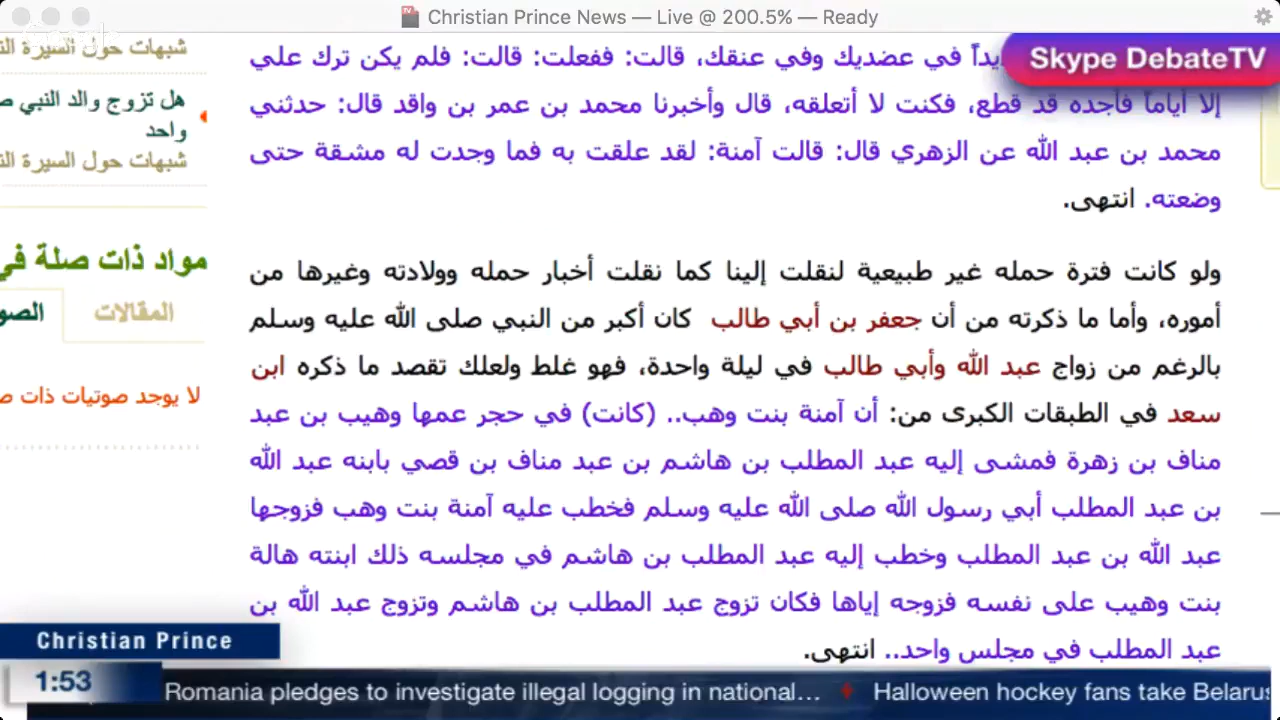 Christian Prince News — Live @ 200.5% — Ready
Skype DebateTV
شبهات حول السيرة
هل تزوج والد النبي
واحد
شبهات حول السيرة
مواد ذات صلة
المقالات
لا يوجد صوتيات ذات
في عضديك وفي عنقك، قالت: ففعلت: قالت: فلم يكن ترك علي
إلا أياماً فأجده قد قطع، فكنت لا أتعلقه، قال وأخبرنا محمد بن عمر بن واقد قال: حدثني
محمد بن عبد الله عن الزهري قال: قالت آمنة: لقد علقت به فما وجدت له مشقة حتى
وضعته. انتهى.
ولو كانت فترة حمله غير طبيعية لنقلت إلينا كما نقلت أخبار حمله وولادته وغيرها من
أموره، وأما ما ذكرته من أن جعفر بن أبي طالب كان أكبر من النبي صلى الله عليه وسلم
بالرغم من زواج عبد الله وأبي طالب في ليلة واحدة، فهو غلط ولعلك تقصد ما ذكره ابن
سعد في الطبقات الكبرى من: أن آمنة بنت وهب.. (كانت) في حجر عمها وهيب بن عبد
مناف بن زهرة فمشى إليه عبد المطلب بن هاشم بن عبد مناف بن قصي بابنه عبد الله
بن عبد المطلب أبي رسول الله صلى الله عليه وسلم فخطب عليه آمنة بنت وهب فزوجها
عبد الله بن عبد المطلب وخطب إليه عبد المطلب بن هاشم في مجلسه ذلك ابنته هالة
بنت وهيب على نفسه فزوجه إياها فكان تزوج عبد المطلب بن هاشم وتزوج عبد الله بن
عبد المطلب في مجلس واحد.. انتهى.
Christian Prince
1:53
Romania pledges to investigate illegal logging in national... Halloween hockey fans take Belarus